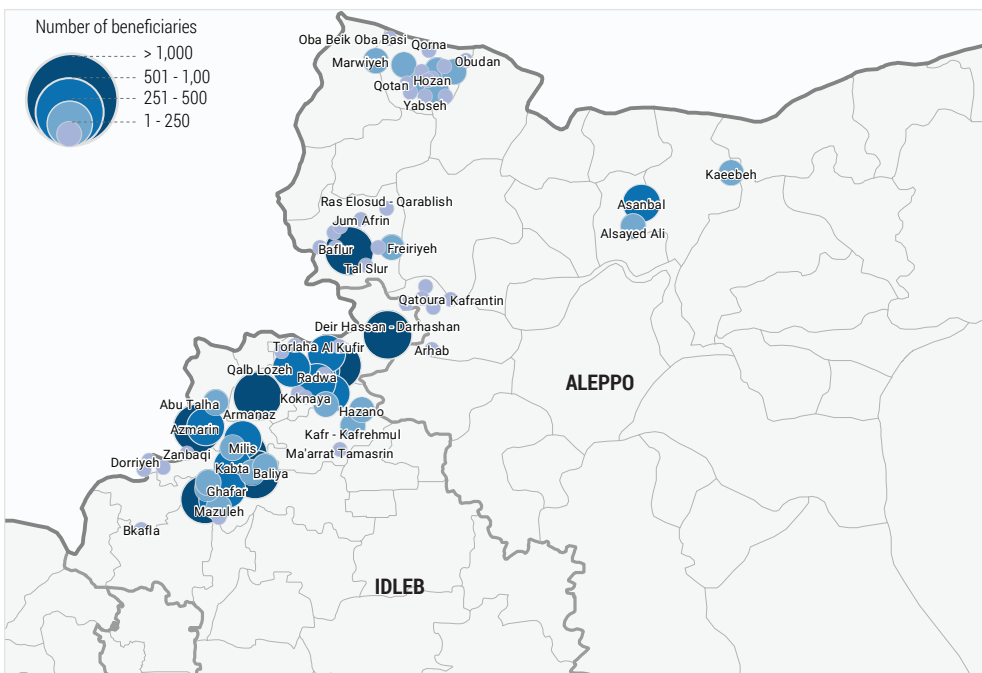 Number of beneficiaries
> 1,000
501 - 1,00
251 - 500
1 - 250
Oba Beik Oba Basi
Qorna
Marwiyeh
Obudan
Hozan
Qotan
Yabseh
Kaeebeh
Ras Elosud - Qarablish
Asanbal
Jum Afrin
Alsayed Ali
Baflur
Freiriyeh
Tal Slur
Qatoura
Kafrantin
Deir Hassan - Darhashan
Torlaha
Al Kufir
Arhab
Qalb Lozeh
Radwa
ALEPPO
Koknaya
Abu Talha
Armanaz
Hazano
Azmarin
Kafr - Kafrehmul
Milis
Ma'arrat Tamasrin
Zanbaqi
Dorriyeh
Kabta
Baliya
Ghafar
Mazuleh
Bkafla
IDLEB